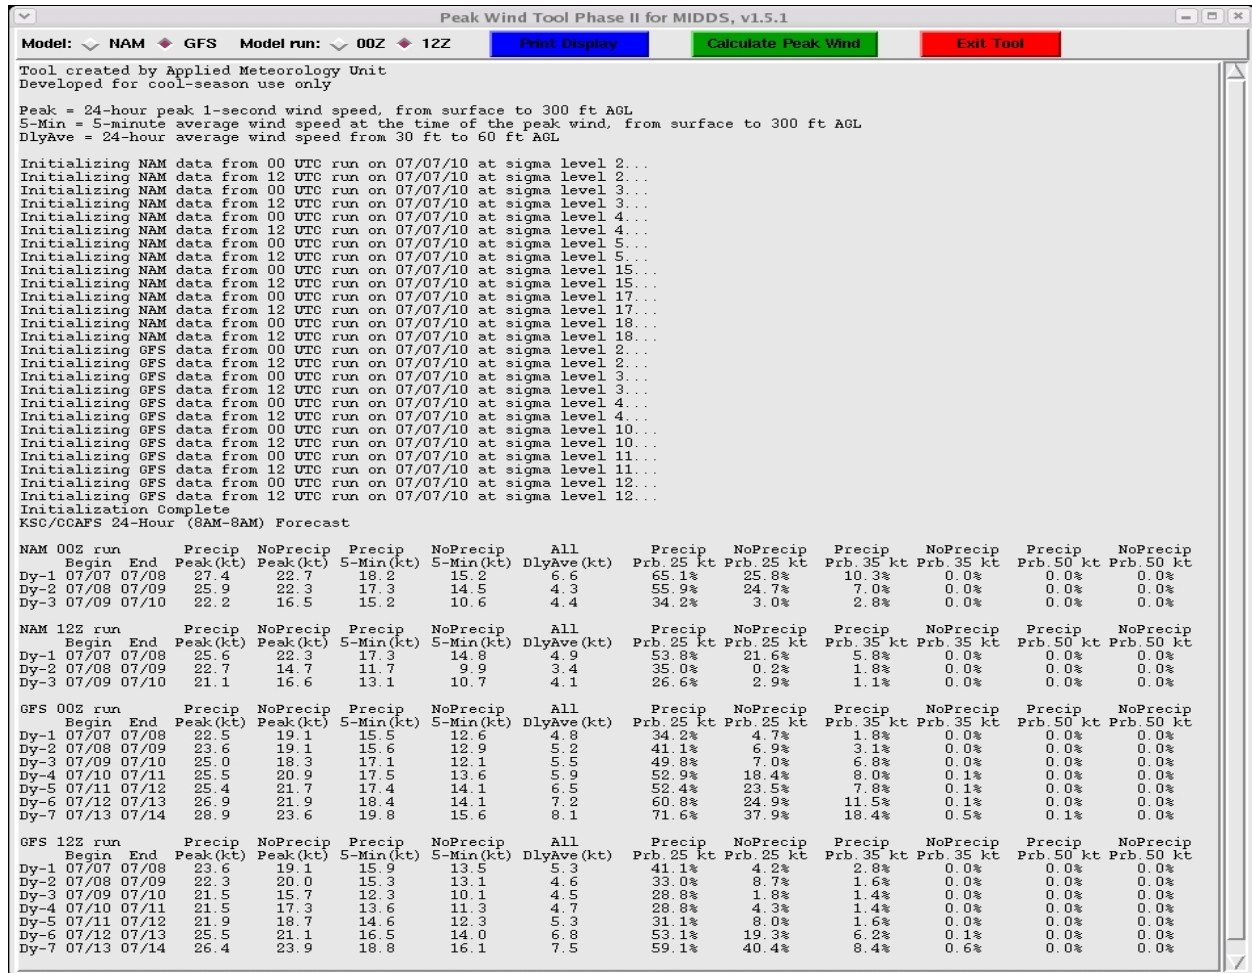 Peak Wind Tool Phase II for MIDDS, v1.5.1
Model: NAM GFS Model run: 00Z 12Z Print Display Calculate Peak Wind Exit Tool
Tool created by Applied Meteorology Unit
Developed for cool-season use only
Peak = 24-hour peak 1-second wind speed, from surface to 300 ft AGL
5-Min = 5-minute average wind speed at the time of the peak wind, from surface to 300 ft AGL
DlyAve = 24-hour average wind speed from 30 ft to 60 ft AGL
Initializing NAM data from 00 UTC run on 07/07/10 at sigma level 2...
Initializing NAM data from 12 UTC run on 07/07/10 at sigma level 2...
Initializing NAM data from 00 UTC run on 07/07/10 at sigma level 3...
Initializing NAM data from 12 UTC run on 07/07/10 at sigma level 3...
Initializing NAM data from 00 UTC run on 07/07/10 at sigma level 4...
Initializing NAM data from 12 UTC run on 07/07/10 at sigma level 4...
Initializing NAM data from 00 UTC run on 07/07/10 at sigma level 5...
Initializing NAM data from 12 UTC run on 07/07/10 at sigma level 5...
Initializing NAM data from 00 UTC run on 07/07/10 at sigma level 15...
Initializing NAM data from 12 UTC run on 07/07/10 at sigma level 15...
Initializing NAM data from 00 UTC run on 07/07/10 at sigma level 17...
Initializing NAM data from 12 UTC run on 07/07/10 at sigma level 17...
Initializing NAM data from 00 UTC run on 07/07/10 at sigma level 18...
Initializing NAM data from 12 UTC run on 07/07/10 at sigma level 18...
Initializing GFS data from 00 UTC run on 07/07/10 at sigma level 2...
Initializing GFS data from 12 UTC run on 07/07/10 at sigma level 2...
Initializing GFS data from 00 UTC run on 07/07/10 at sigma level 3...
Initializing GFS data from 12 UTC run on 07/07/10 at sigma level 3...
Initializing GFS data from 00 UTC run on 07/07/10 at sigma level 4...
Initializing GFS data from 12 UTC run on 07/07/10 at sigma level 4...
Initializing GFS data from 00 UTC run on 07/07/10 at sigma level 10...
Initializing GFS data from 12 UTC run on 07/07/10 at sigma level 10...
Initializing GFS data from 00 UTC run on 07/07/10 at sigma level 11...
Initializing GFS data from 12 UTC run on 07/07/10 at sigma level 11...
Initializing GFS data from 00 UTC run on 07/07/10 at sigma level 12...
Initializing GFS data from 12 UTC run on 07/07/10 at sigma level 12...
Initialization Complete
KSC/CCAFS 24-Hour (8AM-8AM) Forecast
NAM 00Z run Precip NoPrecip Precip NoPrecip All Precip NoPrecip Precip NoPrecip Precip NoPrecip
Begin End Peak(kt) Peak(kt) 5-Min(kt) 5-Min(kt) DlyAve(kt) Prb.25 kt Prb.25 kt Prb.35 kt Prb.35 kt Prb.50 kt Prb.50 kt
Dy-1 07/07 07/08 27.4 22.7 18.2 15.2 6.6 65.1% 25.8% 10.3% 0.0% 0.0% 0.0%
Dy-2 07/08 07/09 25.9 22.3 17.3 14.5 4.3 55.9% 24.7% 7.0% 0.0% 0.0% 0.0%
Dy-3 07/09 07/10 22.2 16.5 15.2 10.6 4.4 34.2% 3.0% 2.8% 0.0% 0.0% 0.0%
NAM 12Z run Precip NoPrecip Precip NoPrecip All Precip NoPrecip Precip NoPrecip Precip NoPrecip
Begin End Peak(kt) Peak(kt) 5-Min(kt) 5-Min(kt) DlyAve(kt) Prb.25 kt Prb.25 kt Prb.35 kt Prb.35 kt Prb.50 kt Prb.50 kt
Dy-1 07/07 07/08 25.6 22.3 17.3 14.8 4.9 53.8% 21.6% 5.8% 0.0% 0.0% 0.0%
Dy-2 07/08 07/09 22.7 14.7 11.7 9.9 3.4 35.0% 0.2% 1.8% 0.0% 0.0% 0.0%
Dy-3 07/09 07/10 21.1 16.6 13.1 10.7 4.1 26.6% 2.9% 1.1% 0.0% 0.0% 0.0%
GFS 00Z run Precip NoPrecip Precip NoPrecip All Precip NoPrecip Precip NoPrecip Precip NoPrecip
Begin End Peak(kt) Peak(kt) 5-Min(kt) 5-Min(kt) DlyAve(kt) Prb.25 kt Prb.25 kt Prb.35 kt Prb.35 kt Prb.50 kt Prb.50 kt
Dy-1 07/07 07/08 22.5 19.1 15.5 12.6 4.8 34.2% 4.7% 1.8% 0.0% 0.0% 0.0%
Dy-2 07/08 07/09 23.6 19.1 15.6 12.9 5.2 41.1% 6.9% 3.1% 0.0% 0.0% 0.0%
Dy-3 07/09 07/10 25.0 18.3 17.1 12.1 5.5 49.8% 7.0% 6.8% 0.0% 0.0% 0.0%
Dy-4 07/10 07/11 25.5 20.9 17.5 13.6 5.9 52.9% 18.4% 8.0% 0.1% 0.0% 0.0%
Dy-5 07/11 07/12 25.4 21.7 17.4 14.1 6.5 52.4% 23.5% 7.8% 0.1% 0.0% 0.0%
Dy-6 07/12 07/13 26.9 21.9 18.4 14.1 7.2 60.8% 24.9% 11.5% 0.1% 0.0% 0.0%
Dy-7 07/13 07/14 28.9 23.6 19.8 15.6 8.1 71.6% 37.9% 18.4% 0.5% 0.1% 0.0%
GFS 12Z run Precip NoPrecip Precip NoPrecip All Precip NoPrecip Precip NoPrecip Precip NoPrecip
Begin End Peak(kt) Peak(kt) 5-Min(kt) 5-Min(kt) DlyAve(kt) Prb.25 kt Prb.25 kt Prb.35 kt Prb.35 kt Prb.50 kt Prb.50 kt
Dy-1 07/07 07/08 23.6 19.1 15.9 13.5 5.3 41.1% 4.2% 2.8% 0.0% 0.0% 0.0%
Dy-2 07/08 07/09 22.3 20.0 15.3 13.1 4.6 33.0% 8.7% 1.6% 0.0% 0.0% 0.0%
Dy-3 07/09 07/10 21.5 15.7 12.3 10.1 4.5 28.8% 1.8% 1.4% 0.0% 0.0% 0.0%
Dy-4 07/10 07/11 21.5 17.3 13.6 11.3 4.7 28.8% 4.3% 1.4% 0.0% 0.0% 0.0%
Dy-5 07/11 07/12 21.9 18.7 14.6 12.3 5.3 31.1% 8.0% 1.6% 0.0% 0.0% 0.0%
Dy-6 07/12 07/13 25.5 21.1 16.5 14.0 6.8 53.1% 19.3% 6.2% 0.1% 0.0% 0.0%
Dy-7 07/13 07/14 26.4 23.9 18.8 16.1 7.5 59.1% 40.4% 8.4% 0.6% 0.0% 0.0%